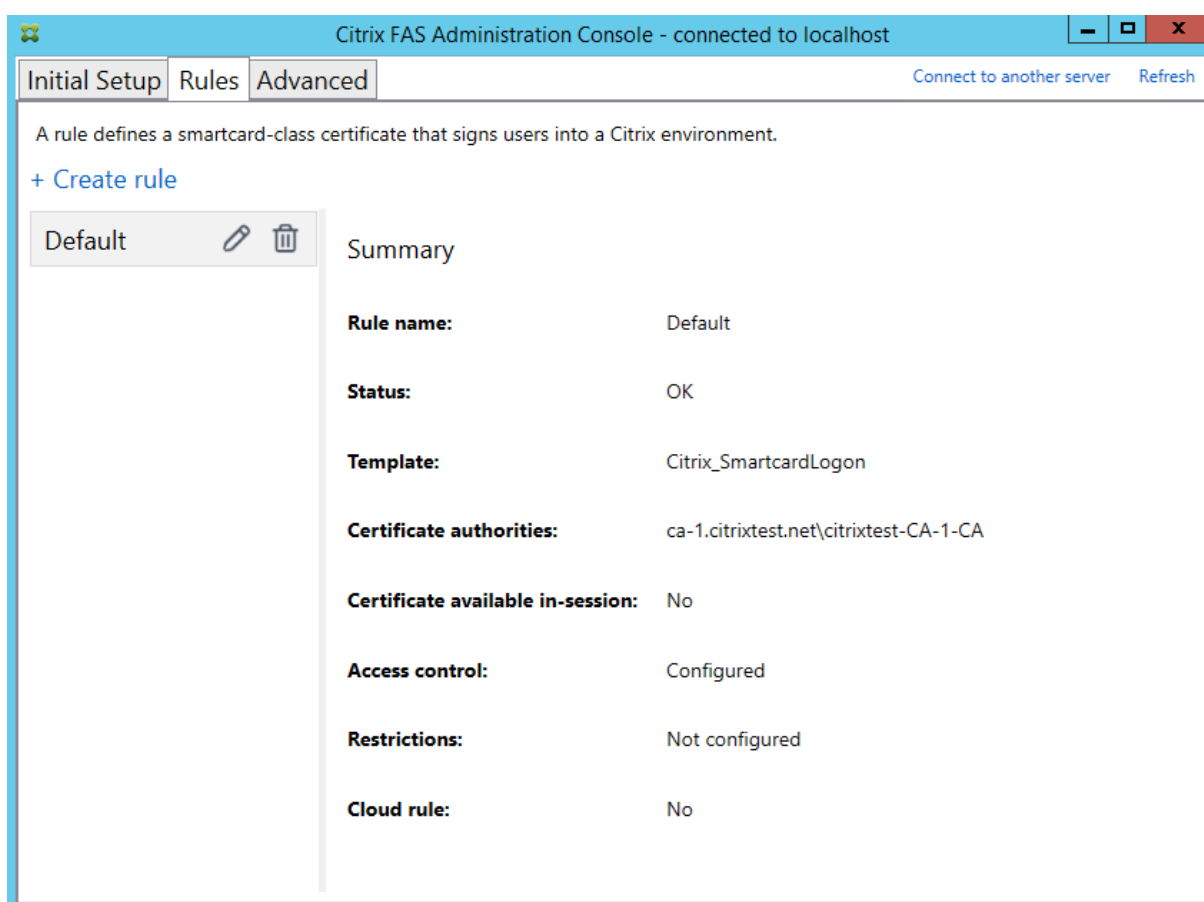 Citrix FAS Administration Console - connected to localhost
Initial Setup Rules Advanced Connect to another server Refresh
A rule defines a smartcard-class certificate that signs users into a Citrix environment.
+ Create rule
Default
Summary
Rule name: Default
Status: OK
Template: Citrix_SmartcardLogon
Certificate authorities: ca-1.citrixtest.net\citrixtest-CA-1-CA
Certificate available in-session: No
Access control: Configured
Restrictions: Not configured
Cloud rule: No